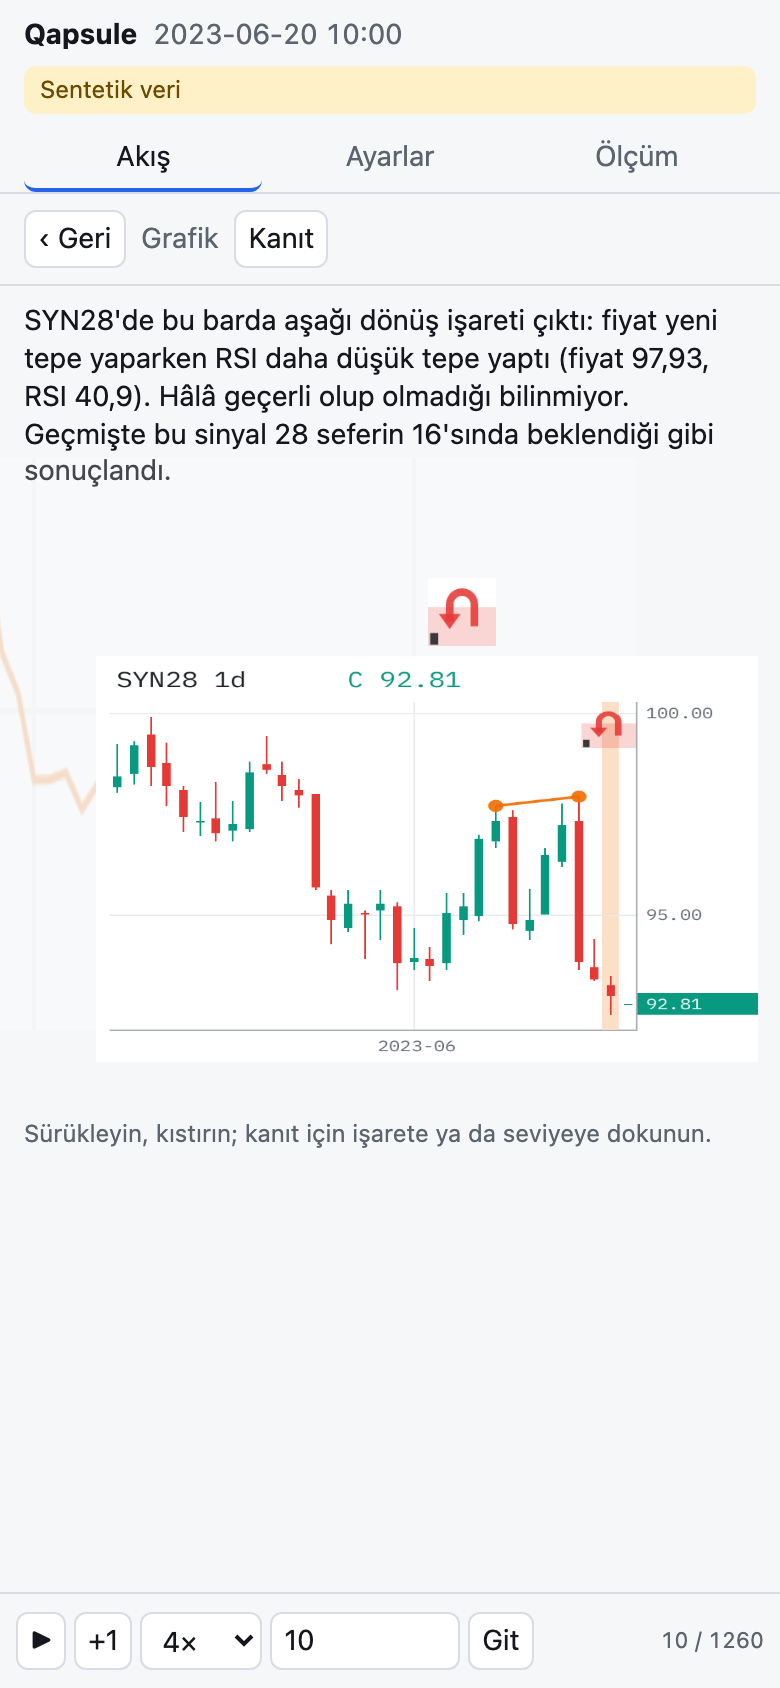 Qapsule 2023-06-20 10:00
Sentetik veri
Akış Ayarlar Ölçüm
‹ Geri Grafik Kanıt
SYN28'de bu barda aşağı dönüş işareti çıktı: fiyat yeni
tepe yaparken RSI daha düşük tepe yaptı (fiyat 97,93,
RSI 40,9). Hâlâ geçerli olup olmadığı bilinmiyor.
Geçmişte bu sinyal 28 seferin 16'sında beklendiği gibi
sonuçlandı.
SYN28 1d C 92.81
100.00
95.00
92.81
2023-06
Sürükleyin, kıstırın; kanıt için işarete ya da seviyeye dokunun.
+1 4× 10 Git 10 / 1260